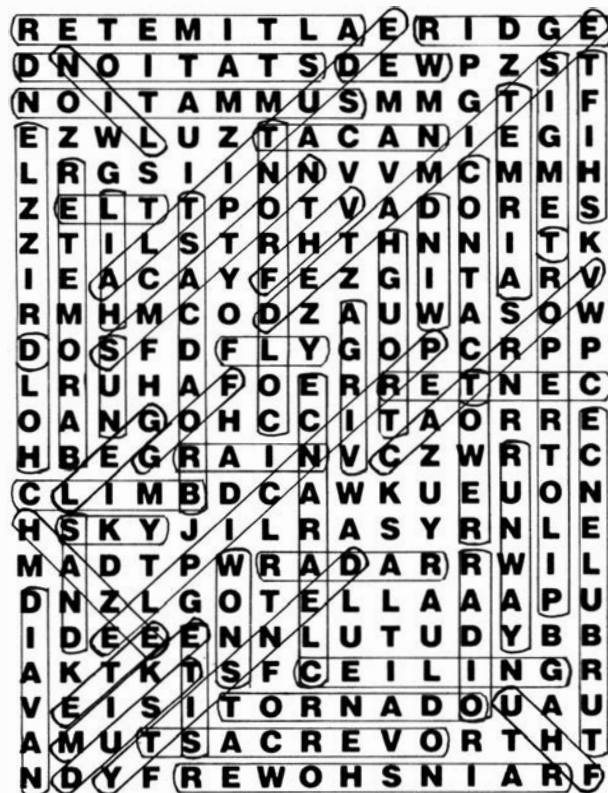 R E T E M I T L A E R I D G E
D N O I T A T S D E W P Z S T
N O I T A M M U S M M G T I F
E Z W L U Z T A C A N I E G I
L R G S I I N N V V M C M M H
Z E L T T P O T V A D O R E S
Z T I L S T R H T H N N I T K
I E A C A Y F E Z G I T A R V
R M H M C O D Z A U W A S O W
D O S F D F L Y G O P C R P P
L R U H A F O E R R E T N E C
O A N G O H C C I T A O R R E
H B E G R A I N V C Z W R T C
C L I M B D C A W K U E U O N
H S K Y J I L R A S Y R N L E
M A D T P W R A D A R R W I L
D N Z L G O T E L L A A A P U
I D E E E N N L U T U D Y B B
A K T K T S F C E I L I N G R
V E I S I T O R N A D O U A U
A M U T S A C R E V O R T H T
N D Y F R E W O H S N I A R F